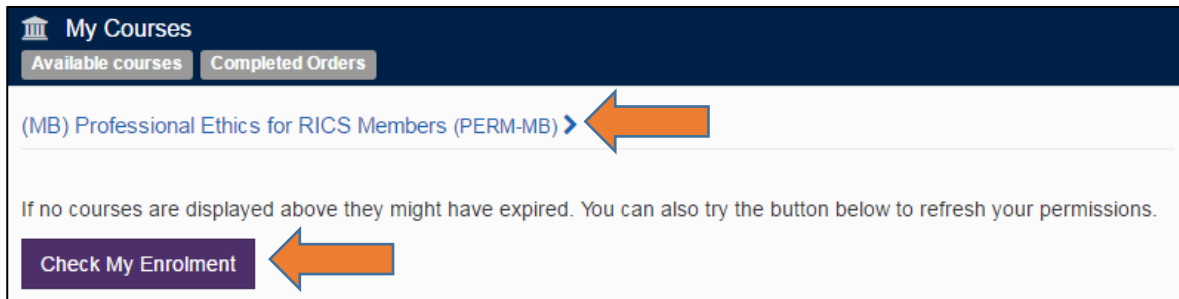 My Courses
Available courses Completed Orders
(MB) Professional Ethics for RICS Members (PERM-MB)
If no courses are displayed above they might have expired. You can also try the button below to refresh your permissions.
Check My Enrolment